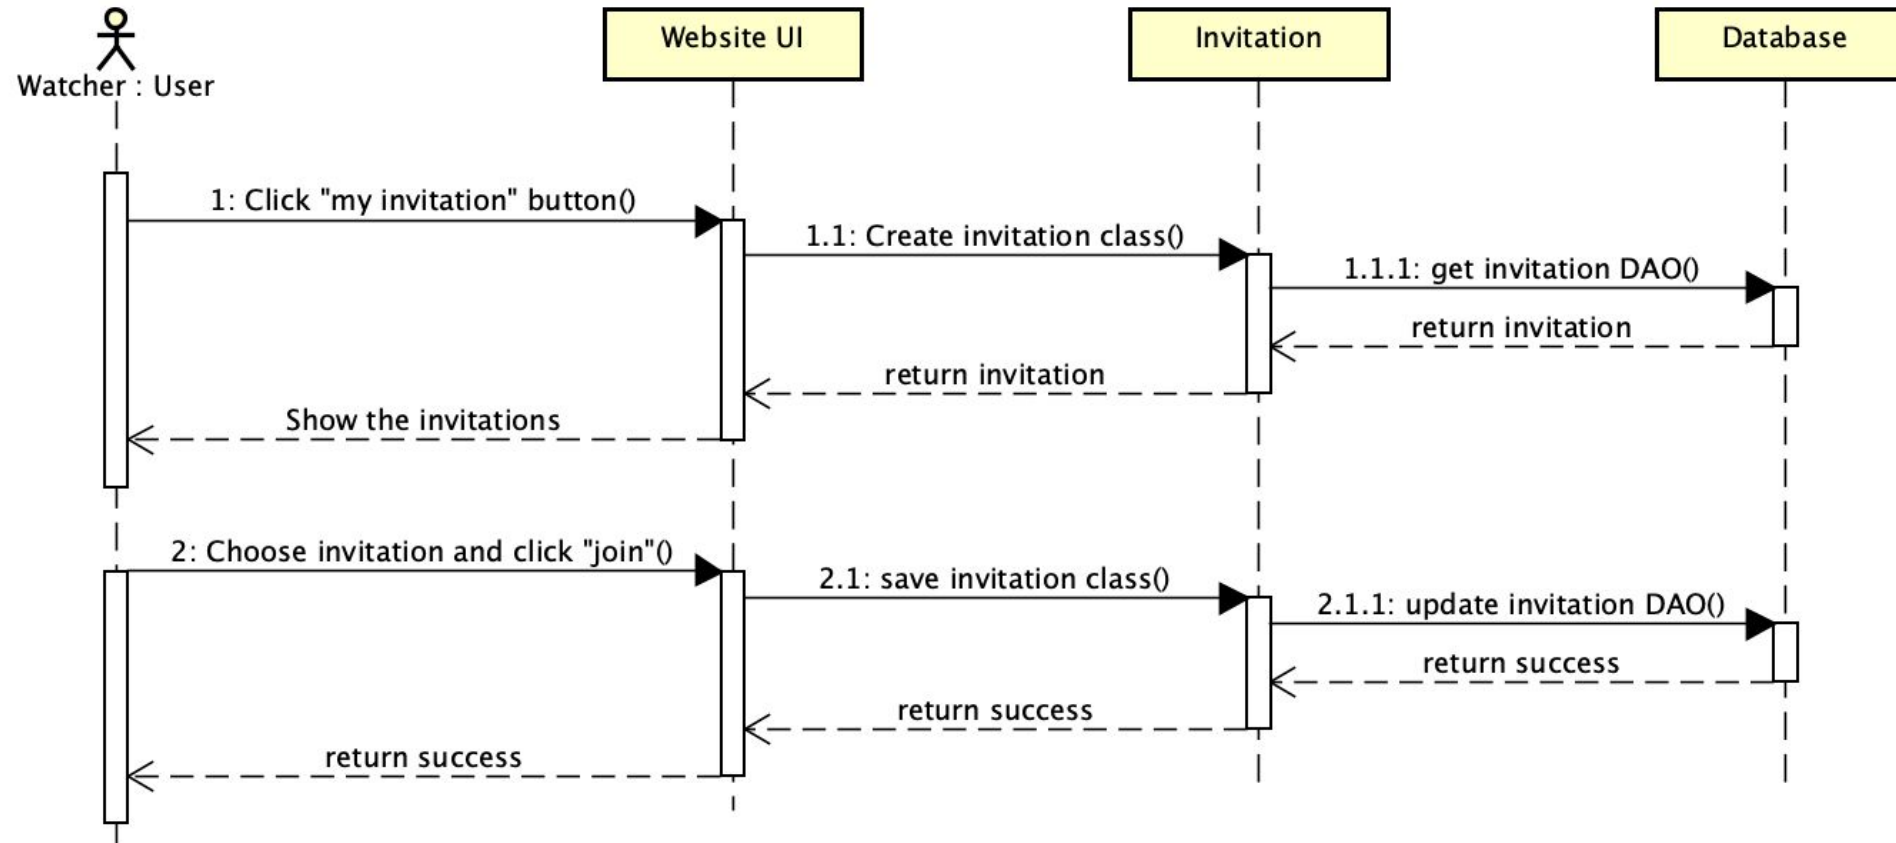 Website UI
Invitation
Database
Watcher : User
1: Click "my invitation" button()
1.1: Create invitation class()
1.1.1: get invitation DAO()
return invitation
return invitation
Show the invitations
2: Choose invitation and click "join"()
2.1: save invitation class()
2.1.1: update invitation DAO()
return success
return success
return success